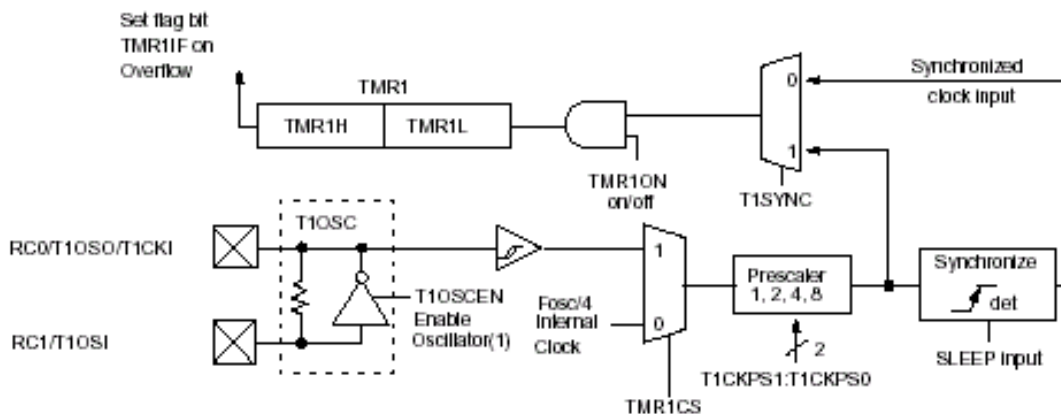 Set flag bit
TMR1IF on
Overflow
TMR1
TMR1H
TMR1L
TMR1ON
on/off
0
1
T1SYNC
Synchronized
clock input
RC0/T1OSO/T1CKI
T1OSC
RC1/T1OSI
T1OSCEN
Enable
Oscillator(1)
Fosc/4
Internal
Clock
1
0
TMR1CS
Prescaler
1, 2, 4, 8
2
T1CKPS1:T1CKPS0
Synchronize
det
SLEEP input